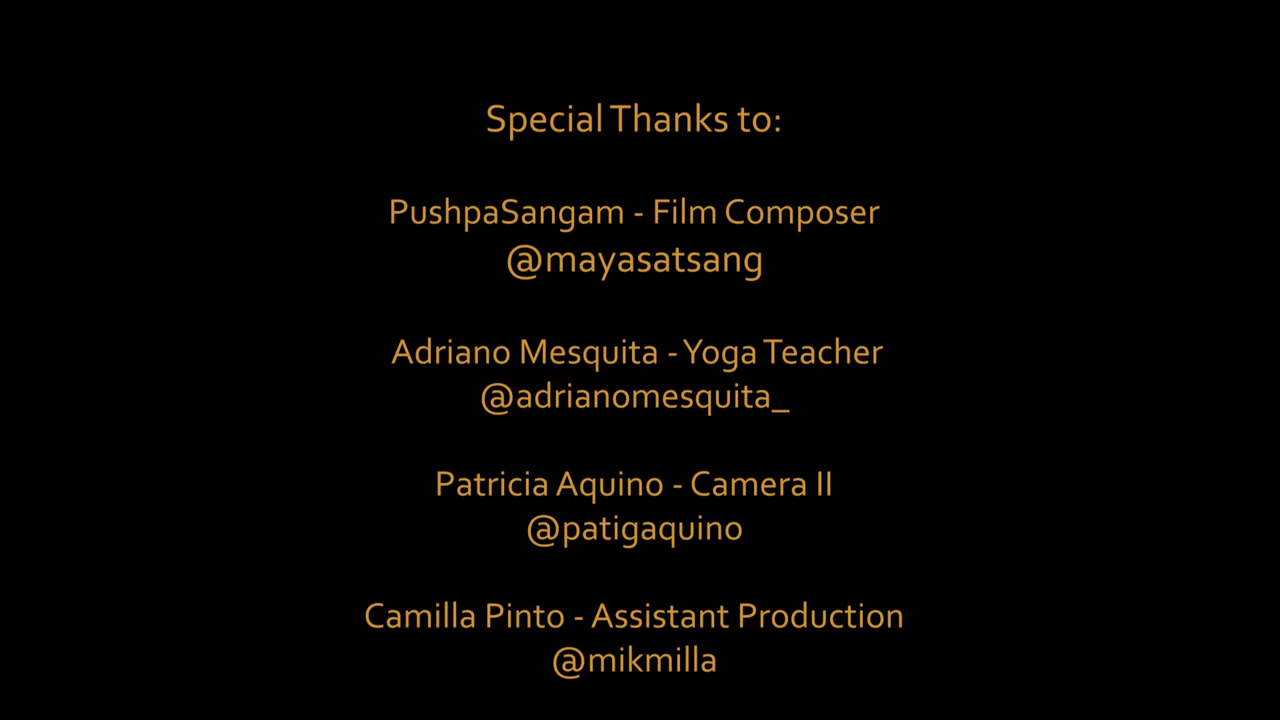 Special Thanks to:
PushpaSangam - Film Composer
@mayasatsang
Adriano Mesquita - Yoga Teacher
@adrianomesquita_
Patricia Aquino - Camera II
@patigaquino
Camilla Pinto - Assistant Production
@mikmilla